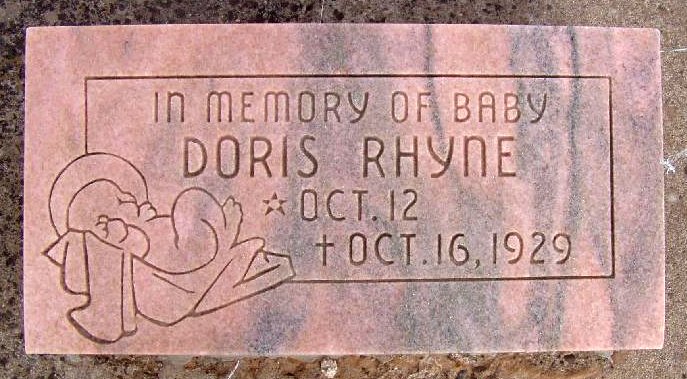 IN MEMORY OF BABY
DORIS RHYNE
☆ OCT. 12
✝ OCT. 16, 1929